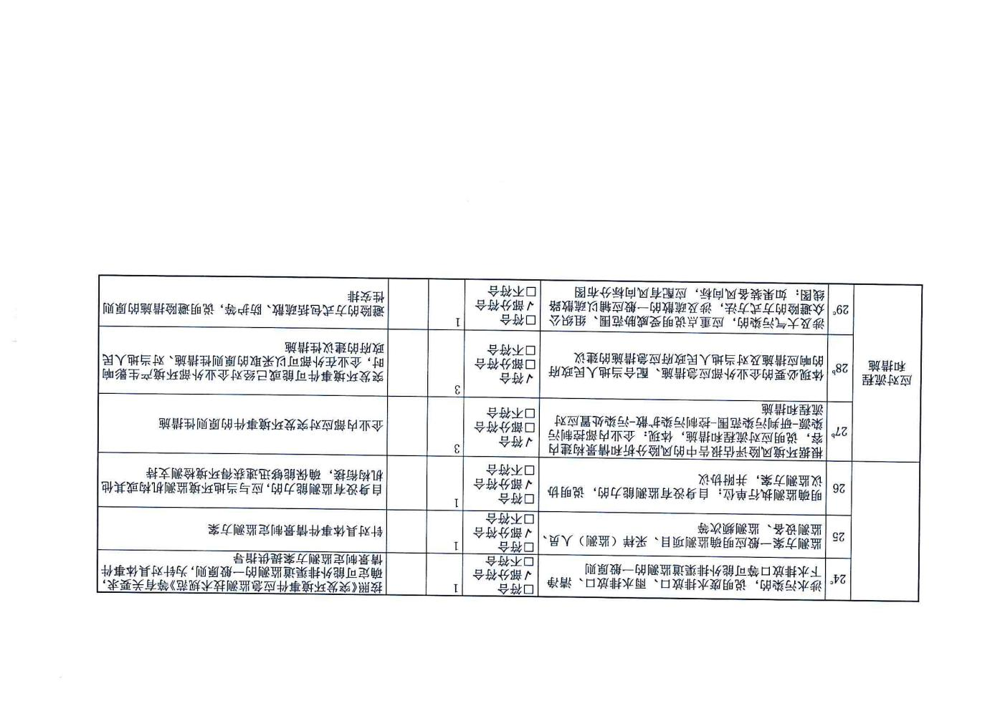 24c
涉水污染的，说明废水排放口、雨水排放口、清净
下水排放口等可能外排渠道监测的一般原则
□符合
√部分符合
□不符合
1
按照《突发环境事件应急监测技术规范》等有关要求，
确定可能外排渠道监测的一般原则，为针对具体事件
情景制定监测方案提供指导
25
监测方案一般应明确监测项目、采样（监测）人员、
监测设备、监测频次等
□符合
√部分符合
□不符合
1
针对具体事件情景制定监测方案
26
明确监测执行单位；自身没有监测能力的，说明协
议监测方案，并附协议
□符合
√部分符合
□不符合
1
自身没有监测能力的，应与当地环境监测机构或其他
机构衔接，确保能够迅速获得环境检测支持
应对流程
和措施
27b
根据环境风险评估报告中的风险分析和情景构建内
容，说明应对流程和措施，体现：企业内部控制污
染源-研判污染范围-控制污染扩散-污染处置应对
流程和措施
√符合
□部分符合
□不符合
3
企业内部应对突发环境事件的原则性措施
28b
体现必要的企业外部应急措施、配合当地人民政府
的响应措施及对当地人民政府应急措施的建议
√符合
□部分符合
□不符合
3
突发环境事件可能或已经对企业外部环境产生影响
时，企业在外部可以采取的原则性措施、对当地人民
政府的建议性措施
29c
涉及大气污染的，应重点说明受威胁范围、组织公
众避险的方式方法，涉及疏散的一般应辅以疏散路
线图；如果装备风向标，应配有风向标分布图
□符合
√部分符合
□不符合
1
避险的方式包括疏散、防护等，说明避险措施的原则
性安排